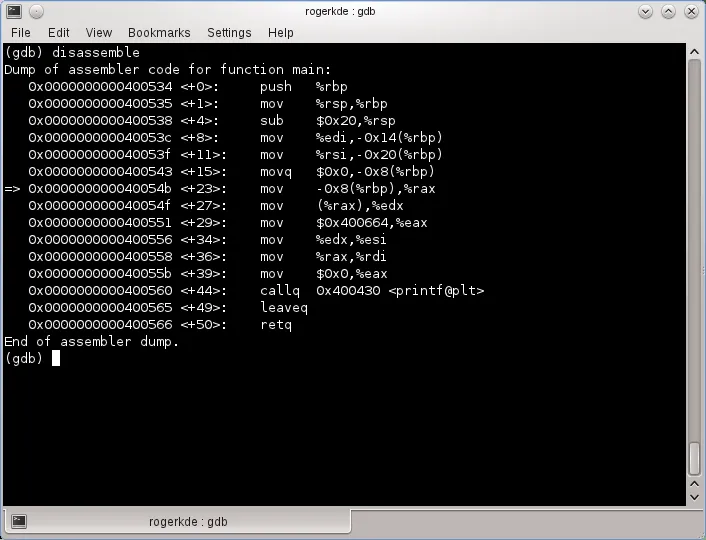 rogerkde : gdb
File Edit View Bookmarks Settings Help
(gdb) disassemble
Dump of assembler code for function main:
   0x0000000000400534 <+0>:     push   %rbp
   0x0000000000400535 <+1>:     mov    %rsp,%rbp
   0x0000000000400538 <+4>:     sub    $0x20,%rsp
   0x000000000040053c <+8>:     mov    %edi,-0x14(%rbp)
   0x000000000040053f <+11>:    mov    %rsi,-0x20(%rbp)
   0x0000000000400543 <+15>:    movq   $0x0,-0x8(%rbp)
=> 0x000000000040054b <+23>:    mov    -0x8(%rbp),%rax
   0x000000000040054f <+27>:    mov    (%rax),%edx
   0x0000000000400551 <+29>:    mov    $0x400664,%eax
   0x0000000000400556 <+34>:    mov    %edx,%esi
   0x0000000000400558 <+36>:    mov    %rax,%rdi
   0x000000000040055b <+39>:    mov    $0x0,%eax
   0x0000000000400560 <+44>:    callq  0x400430 <printf@plt>
   0x0000000000400565 <+49>:    leaveq
   0x0000000000400566 <+50>:    retq
End of assembler dump.
(gdb)
rogerkde : gdb